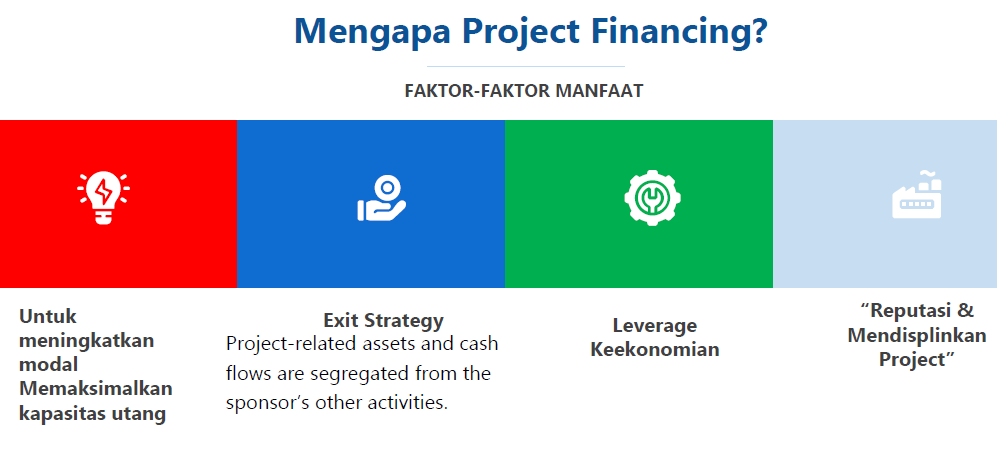 Mengapa Project Financing?
FAKTOR-FAKTOR MANFAAT
Untuk
meningkatkan
modal
Memaksimalkan
kapasitas utang
Exit Strategy
Project-related assets and cash
flows are segregated from the
sponsor’s other activities.
Leverage
Keekonomian
“Reputasi &
Mendisplinkan
Project”